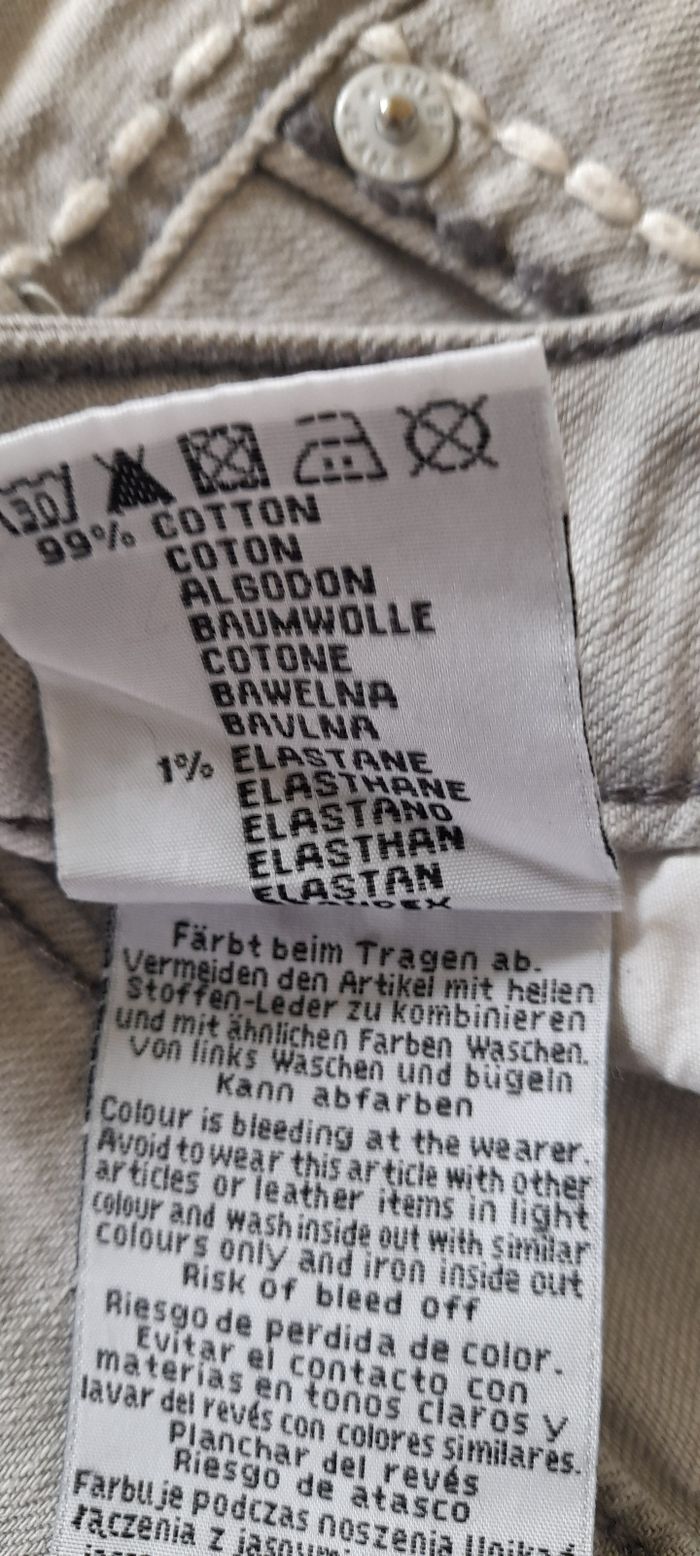 30
99% COTTON
COTON
ALGODON
BAUMWOLLE
COTONE
BAWELNA
BAVLNA
1% ELASTANE
ELASTHANE
ELASTANO
ELASTHAN
ELASTAN
Färbt beim Tragen ab.
Vermeiden den Artikel mit hellen
Stoffen-Leder zu kombinieren
und mit ähnlichen Farben Waschen.
Von links Waschen und bügeln
Kann abfarben
Colour is bleeding at the wearer.
Avoid to wear this article with other
articles or leather items in light
colour and wash inside out with similar
colours only and iron inside out
Risk of bleed off
Riesgo de perdida de color.
Evitar el contacto con
materias en tonos claros y
lavar del revés con colores similares.
Planchar del revés
Riesgo de atasco
Farbuje podczas noszenia
z